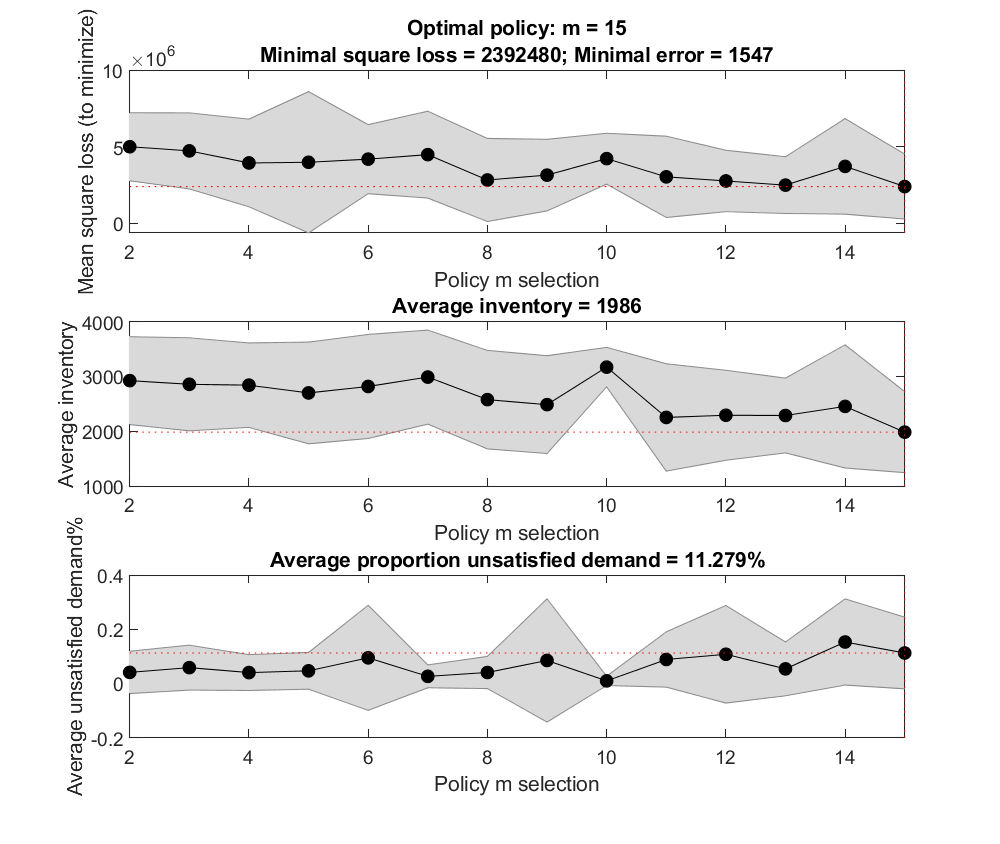 Optimal policy: m = 15
Minimal square loss = 2392480; Minimal error = 1547
×10⁶
10
5
0
Mean square loss (to minimize)
2 4 6 8 10 12 14
Policy m selection
Average inventory = 1986
4000
3000
2000
1000
Average inventory
2 4 6 8 10 12 14
Policy m selection
Average proportion unsatisfied demand = 11.279%
0.4
0.2
0
-0.2
Average unsatisfied demand%
2 4 6 8 10 12 14
Policy m selection